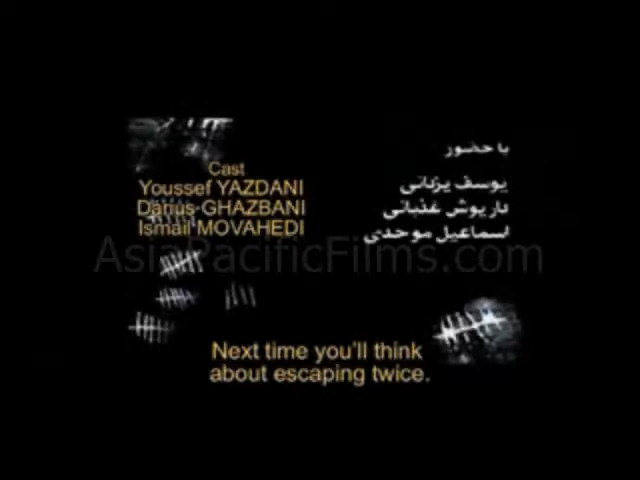 Cast
Youssef YAZDANI
Darius GHAZBANI
Ismail MOVAHEDI
با حضور
یوسف یزدانی
داریوش غذبانی
اسماعیل موحدی
AsiaPacificFilms.com
Next time you'll think
about escaping twice.